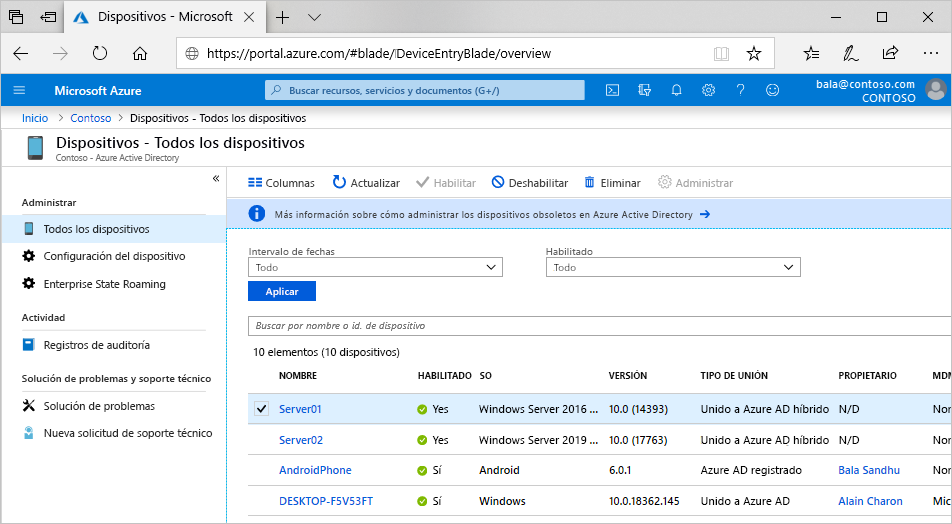 Dispositivos - Microsoft
https://portal.azure.com/#blade/DeviceEntryBlade/overview
Microsoft Azure
Buscar recursos, servicios y documentos (G+/)
bala@contoso.com
CONTOSO
Inicio > Contoso > Dispositivos - Todos los dispositivos
Dispositivos - Todos los dispositivos
Contoso - Azure Active Directory
«
Administrar
Todos los dispositivos
Configuración del dispositivo
Enterprise State Roaming
Actividad
Registros de auditoría
Solución de problemas y soporte técnico
Solución de problemas
Nueva solicitud de soporte técnico
Columnas Actualizar Habilitar Deshabilitar Eliminar Administrar
Más información sobre cómo administrar los dispositivos obsoletos en Azure Active Directory →
Intervalo de fechas Habilitado
Todo Todo
Aplicar
Buscar por nombre o id. de dispositivo
10 elementos (10 dispositivos)
NOMBRE HABILITADO SO VERSIÓN TIPO DE UNIÓN PROPIETARIO MDM
Server01 Yes Windows Server 2016 ... 10.0 (14393) Unido a Azure AD híbrido N/D Non
Server02 Yes Windows Server 2019 ... 10.0 (17763) Unido a Azure AD híbrido N/D Non
AndroidPhone Sí Android 6.0.1 Azure AD registrado Bala Sandhu Non
DESKTOP-F5V53FT Sí Windows 10.0.18362.145 Unido a Azure AD Alain Charon Mic